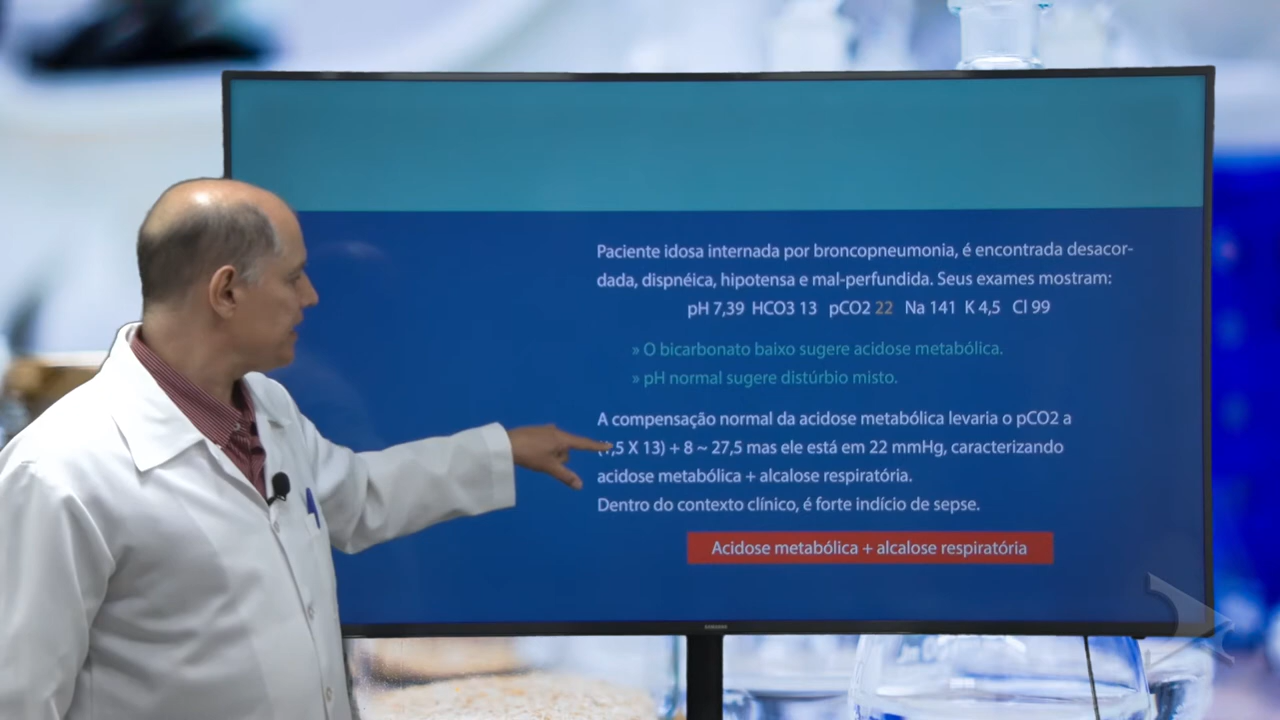 Paciente idosa internada por broncopneumonia, é encontrada desacor-
dada, dispnéica, hipotensa e mal-perfundida. Seus exames mostram:
pH 7,39 HCO3 13 pCO2 22 Na 141 K 4,5 Cl 99
» O bicarbonato baixo sugere acidose metabólica.
» pH normal sugere distúrbio misto.
A compensação normal da acidose metabólica levaria o pCO2 a
,5 X 13) + 8 ~ 27,5 mas ele está em 22 mmHg, caracterizando
acidose metabólica + alcalose respiratória.
Dentro do contexto clínico, é forte indício de sepse.
Acidose metabólica + alcalose respiratória
SAMSUNG